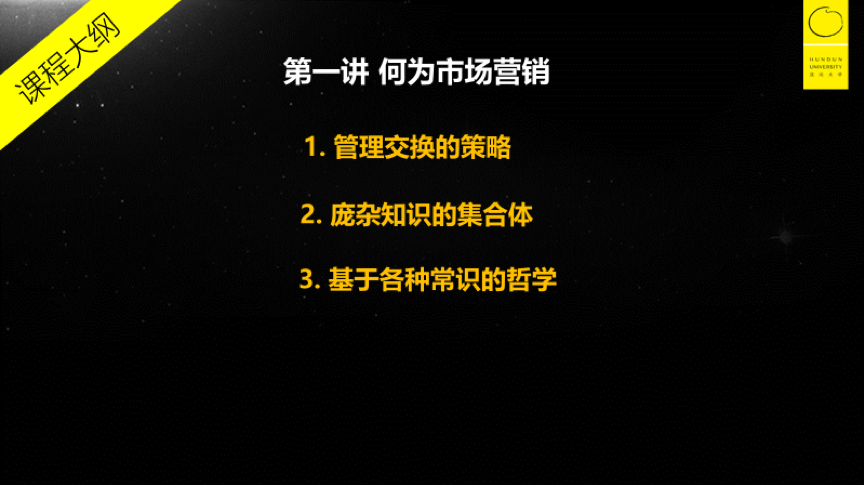 课程大纲
第一讲 何为市场营销
HUNDUN
UNIVERSITY
混沌大学
1. 管理交换的策略
2. 庞杂知识的集合体
3. 基于各种常识的哲学